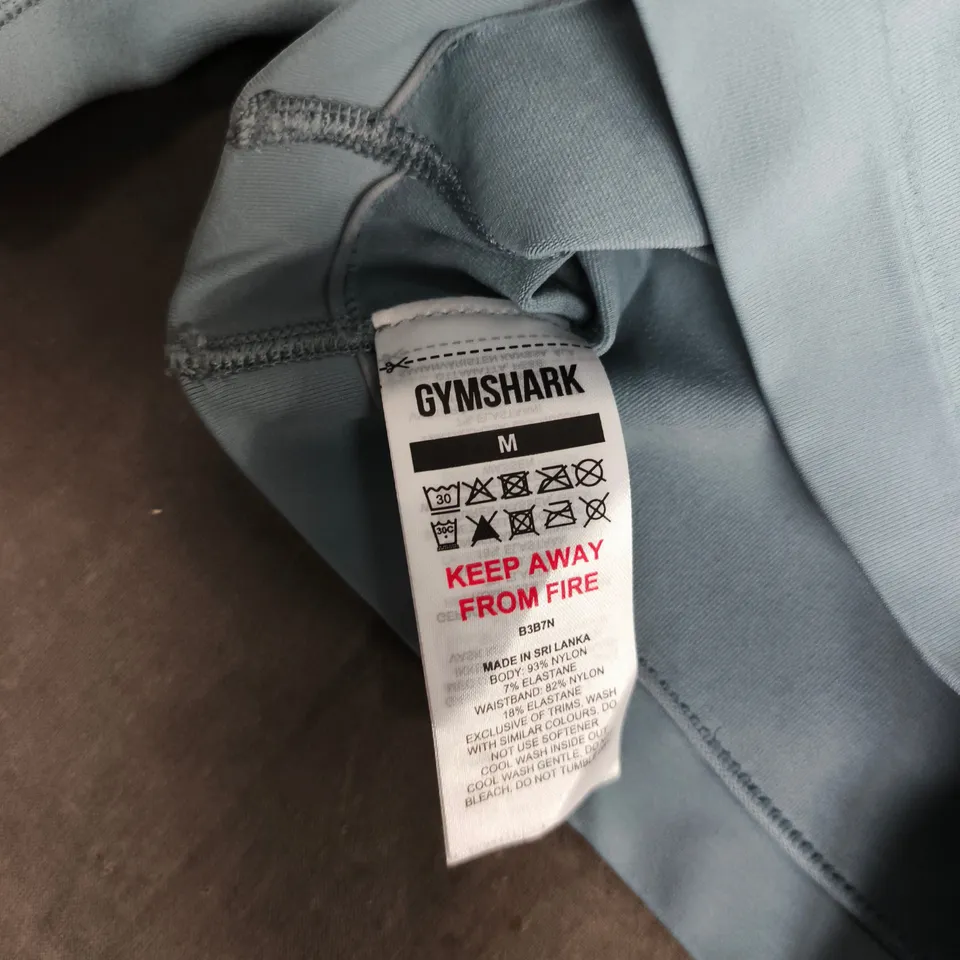 GYMSHARK
M
30
30C
KEEP AWAY
FROM FIRE
B3B7N
MADE IN SRI LANKA
BODY: 93% NYLON
7% ELASTANE
WAISTBAND: 82% NYLON
18% ELASTANE
EXCLUSIVE OF TRIMS, WASH
WITH SIMILAR COLOURS, DO
NOT USE SOFTENER
COOL WASH INSIDE OUT
COOL WASH GENTLE, DO
BLEACH, DO NOT TUMBLE